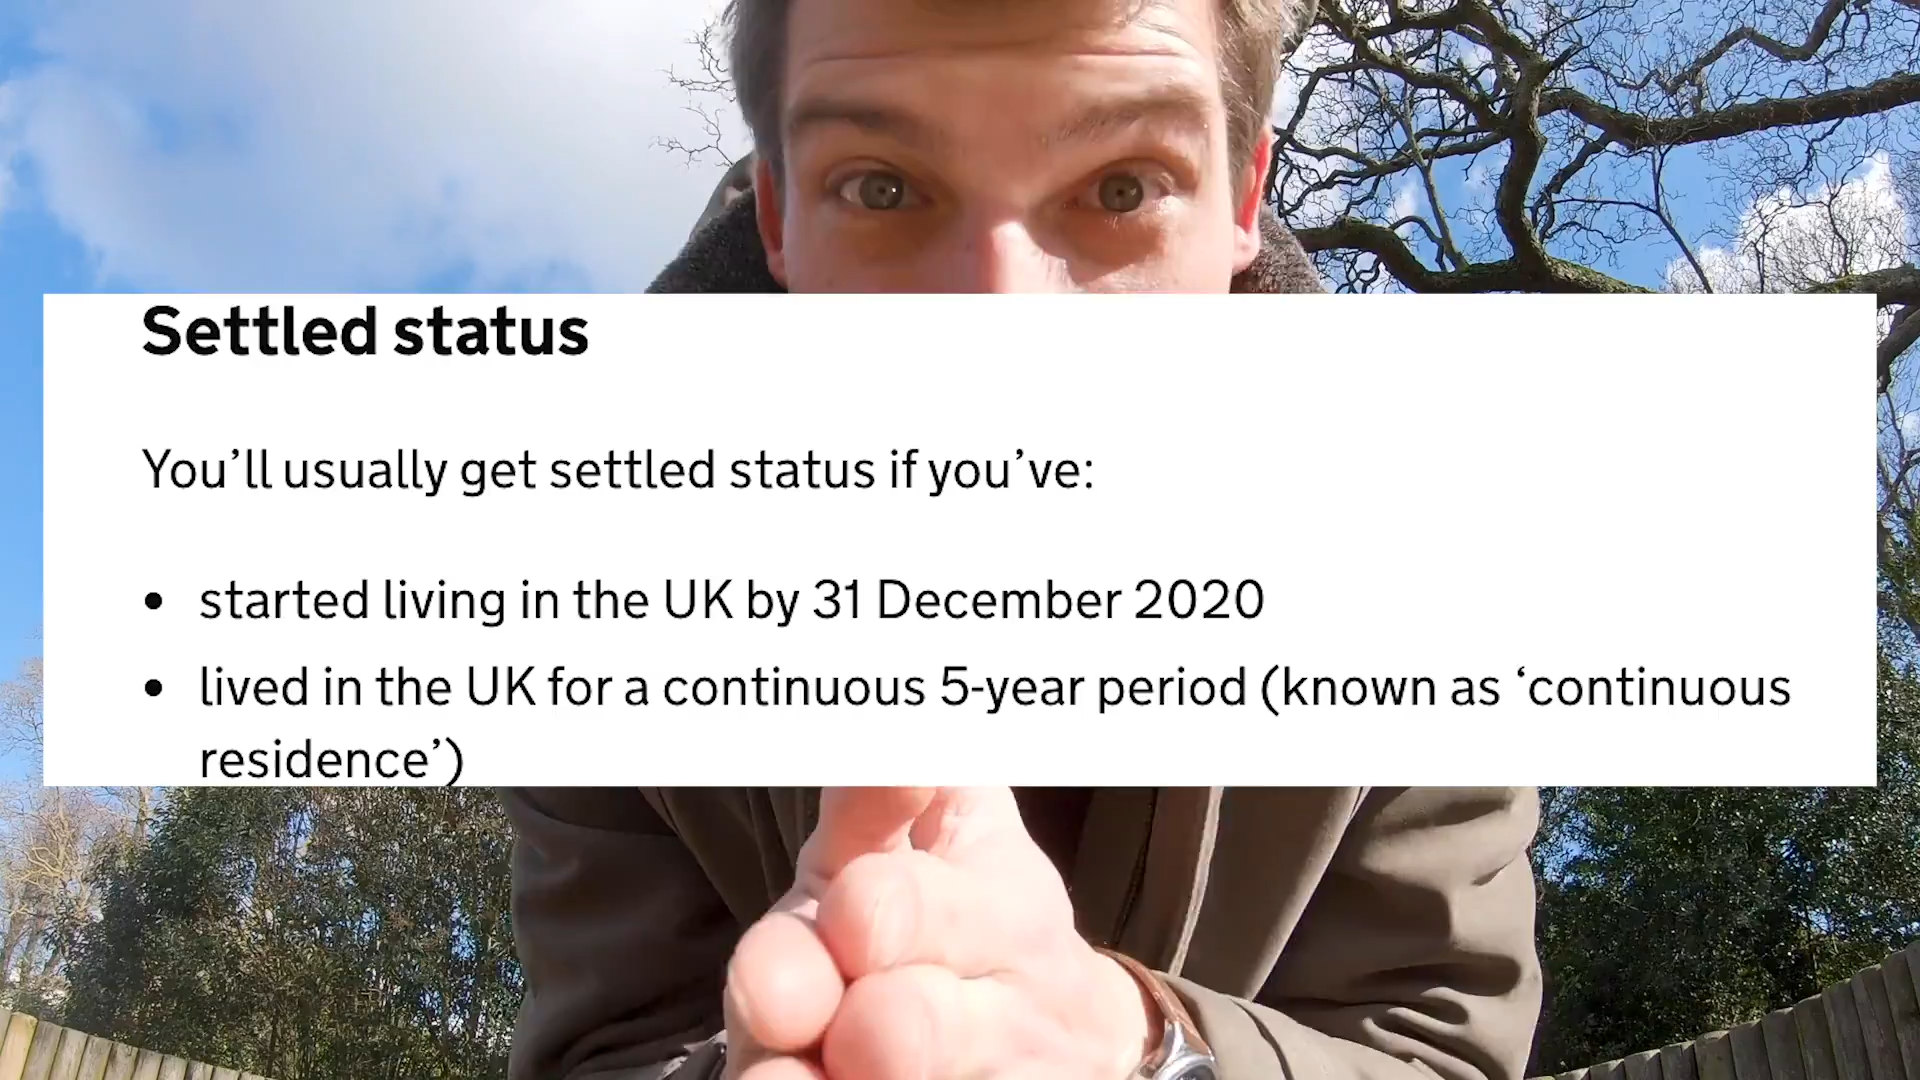 Settled status
You’ll usually get settled status if you’ve:
• started living in the UK by 31 December 2020
• lived in the UK for a continuous 5-year period (known as ‘continuous
residence’)